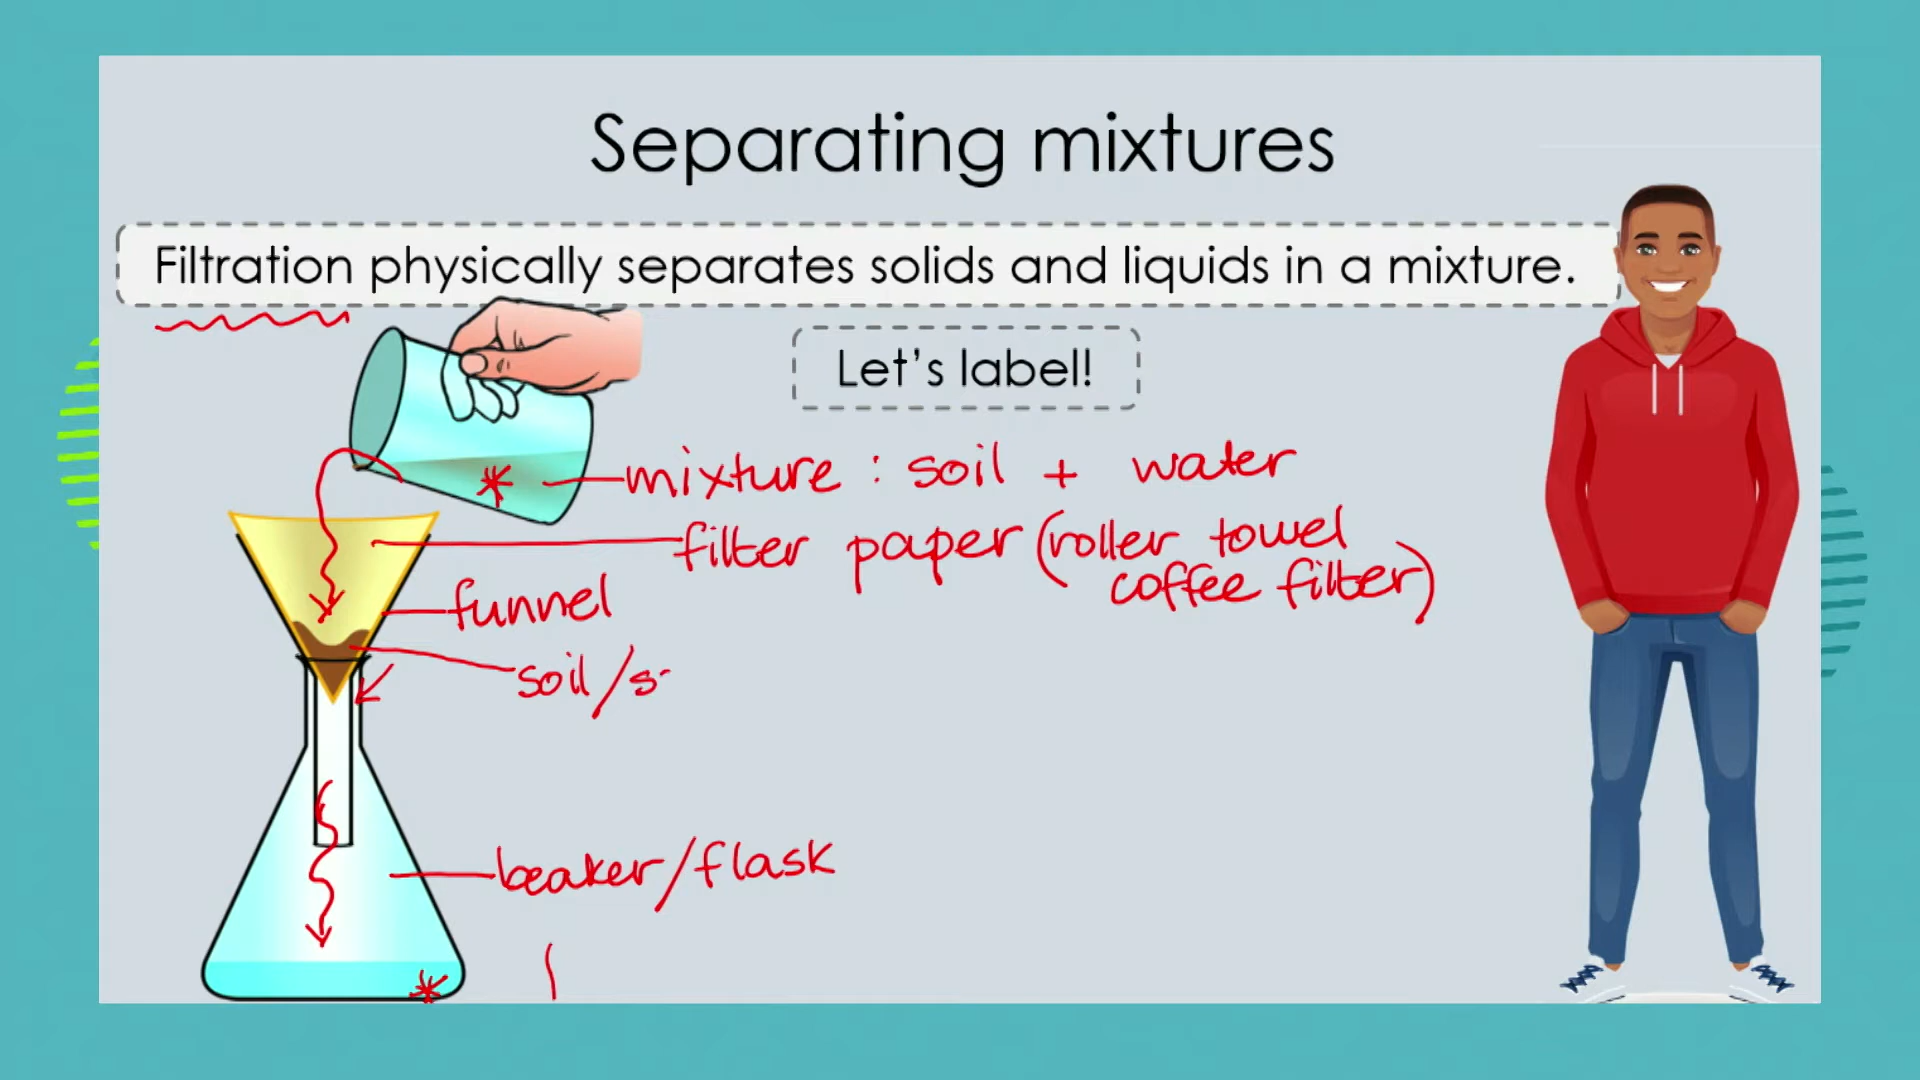 Separating mixtures
Filtration physically separates solids and liquids in a mixture.
Let's label!
mixture : soil + water
filter paper (roller towel
coffee filter)
funnel
soil/s
beaker/flask